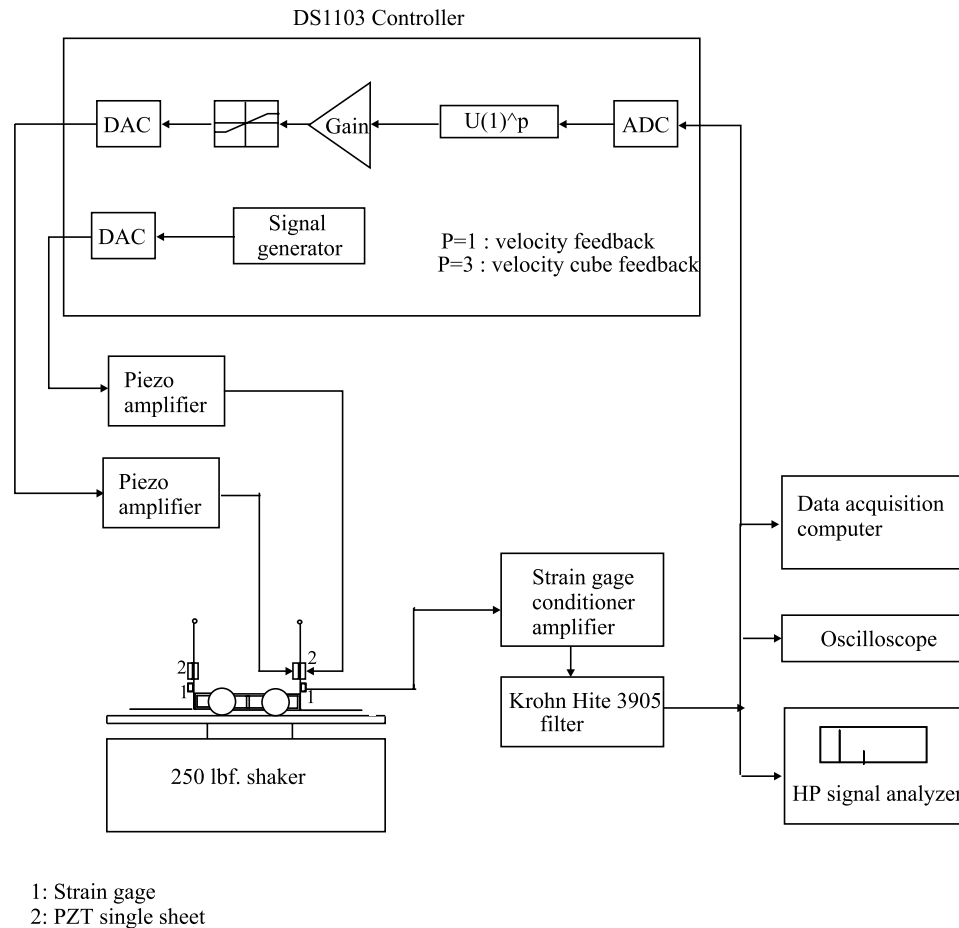 DS1103 Controller
DAC
Gain
U(1)^p
ADC
DAC
Signal
generator
P=1 : velocity feedback
P=3 : velocity cube feedback
Piezo
amplifier
Piezo
amplifier
Data acquisition
computer
Strain gage
conditioner
amplifier
Oscilloscope
2
2
1
1
Krohn Hite 3905
filter
250 lbf. shaker
HP signal analyzer
1: Strain gage
2: PZT single sheet